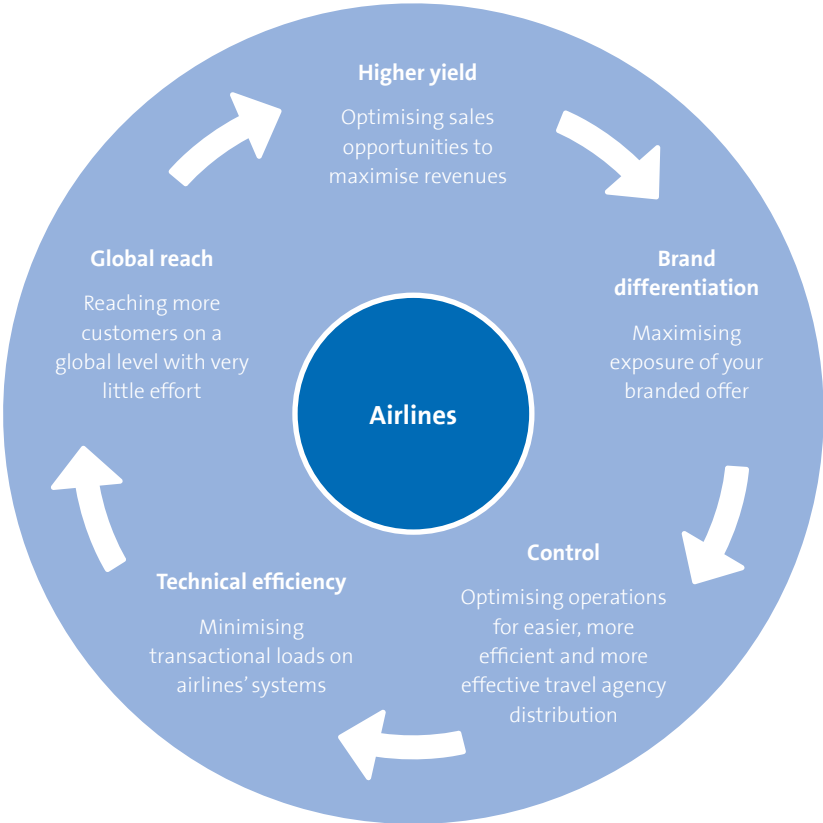 Higher yield
Optimising sales
opportunities to
maximise revenues
Brand
differentiation
Maximising
exposure of your
branded offer
Control
Optimising operations
for easier, more
efficient and more
effective travel agency
distribution
Technical efficiency
Minimising
transactional loads on
airlines' systems
Global reach
Reaching more
customers on a
global level with very
little effort
Airlines